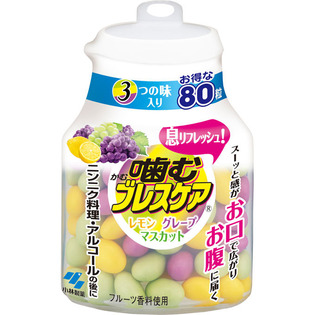 3つの味
入り
お得な
80粒
息リフレッシュ!
噛む
かむ
ブレスケア®
レモン グレープ
マスカット
スーッと感が
お口で広がり
お腹に届く
ニンニク料理・アルコールの後に
小林製薬
フルーツ香料使用